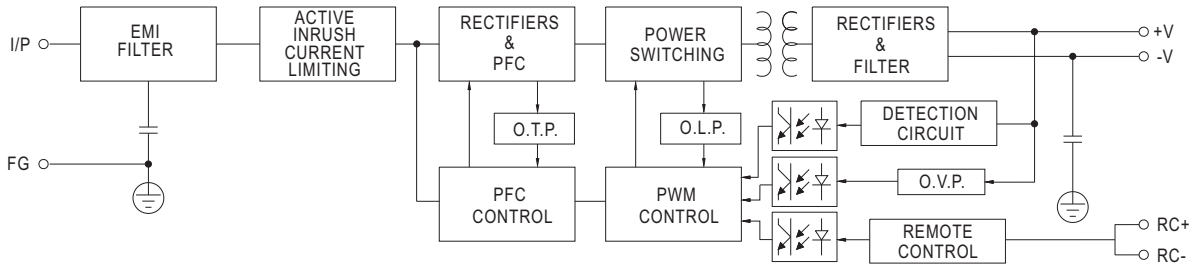 I/P
EMI
FILTER
ACTIVE
INRUSH
CURRENT
LIMITING
RECTIFIERS
&
PFC
POWER
SWITCHING
RECTIFIERS
&
FILTER
+V
-V
O.T.P.
O.L.P.
DETECTION
CIRCUIT
FG
PFC
CONTROL
PWM
CONTROL
O.V.P.
REMOTE
CONTROL
RC+
RC-